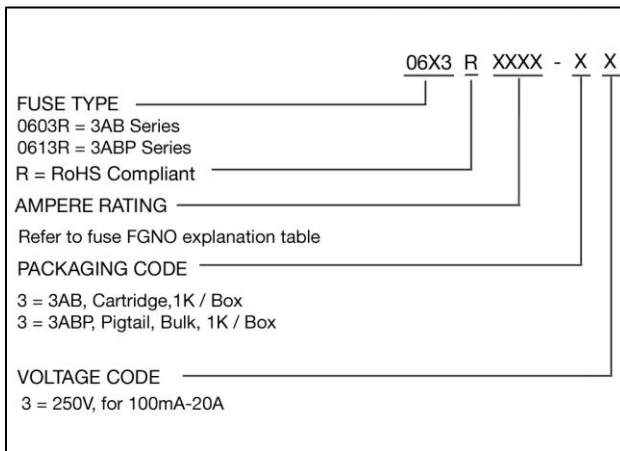 06X3 R XXXX - X X
FUSE TYPE
0603R = 3AB Series
0613R = 3ABP Series
R = RoHS Compliant
AMPERE RATING
Refer to fuse FGNO explanation table
PACKAGING CODE
3 = 3AB, Cartridge,1K / Box
3 = 3ABP, Pigtail, Bulk, 1K / Box
VOLTAGE CODE
3 = 250V, for 100mA-20A